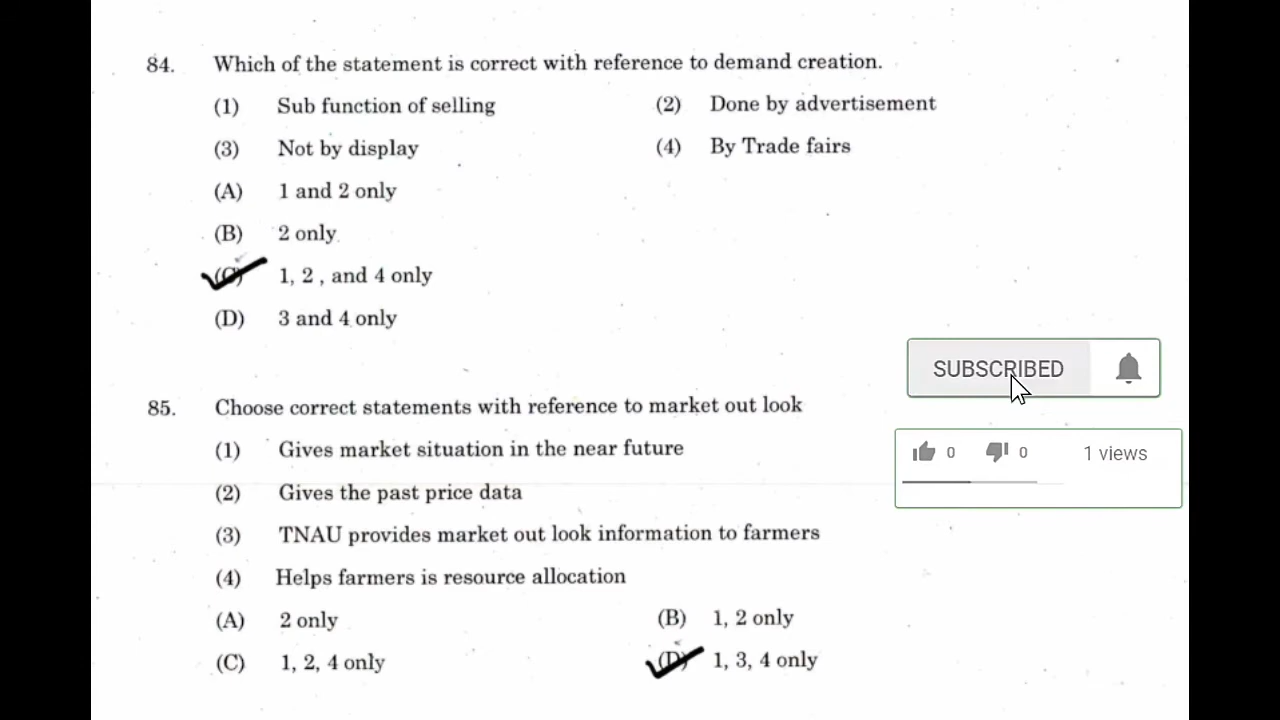 84. Which of the statement is correct with reference to demand creation.
(1) Sub function of selling (2) Done by advertisement
(3) Not by display (4) By Trade fairs
(A) 1 and 2 only
(B) 2 only
(C) 1, 2 , and 4 only
(D) 3 and 4 only
SUBSCRIBED
85. Choose correct statements with reference to market out look
(1) Gives market situation in the near future
0 0 1 views
(2) Gives the past price data
(3) TNAU provides market out look information to farmers
(4) Helps farmers is resource allocation
(A) 2 only (B) 1, 2 only
(C) 1, 2, 4 only (D) 1, 3, 4 only